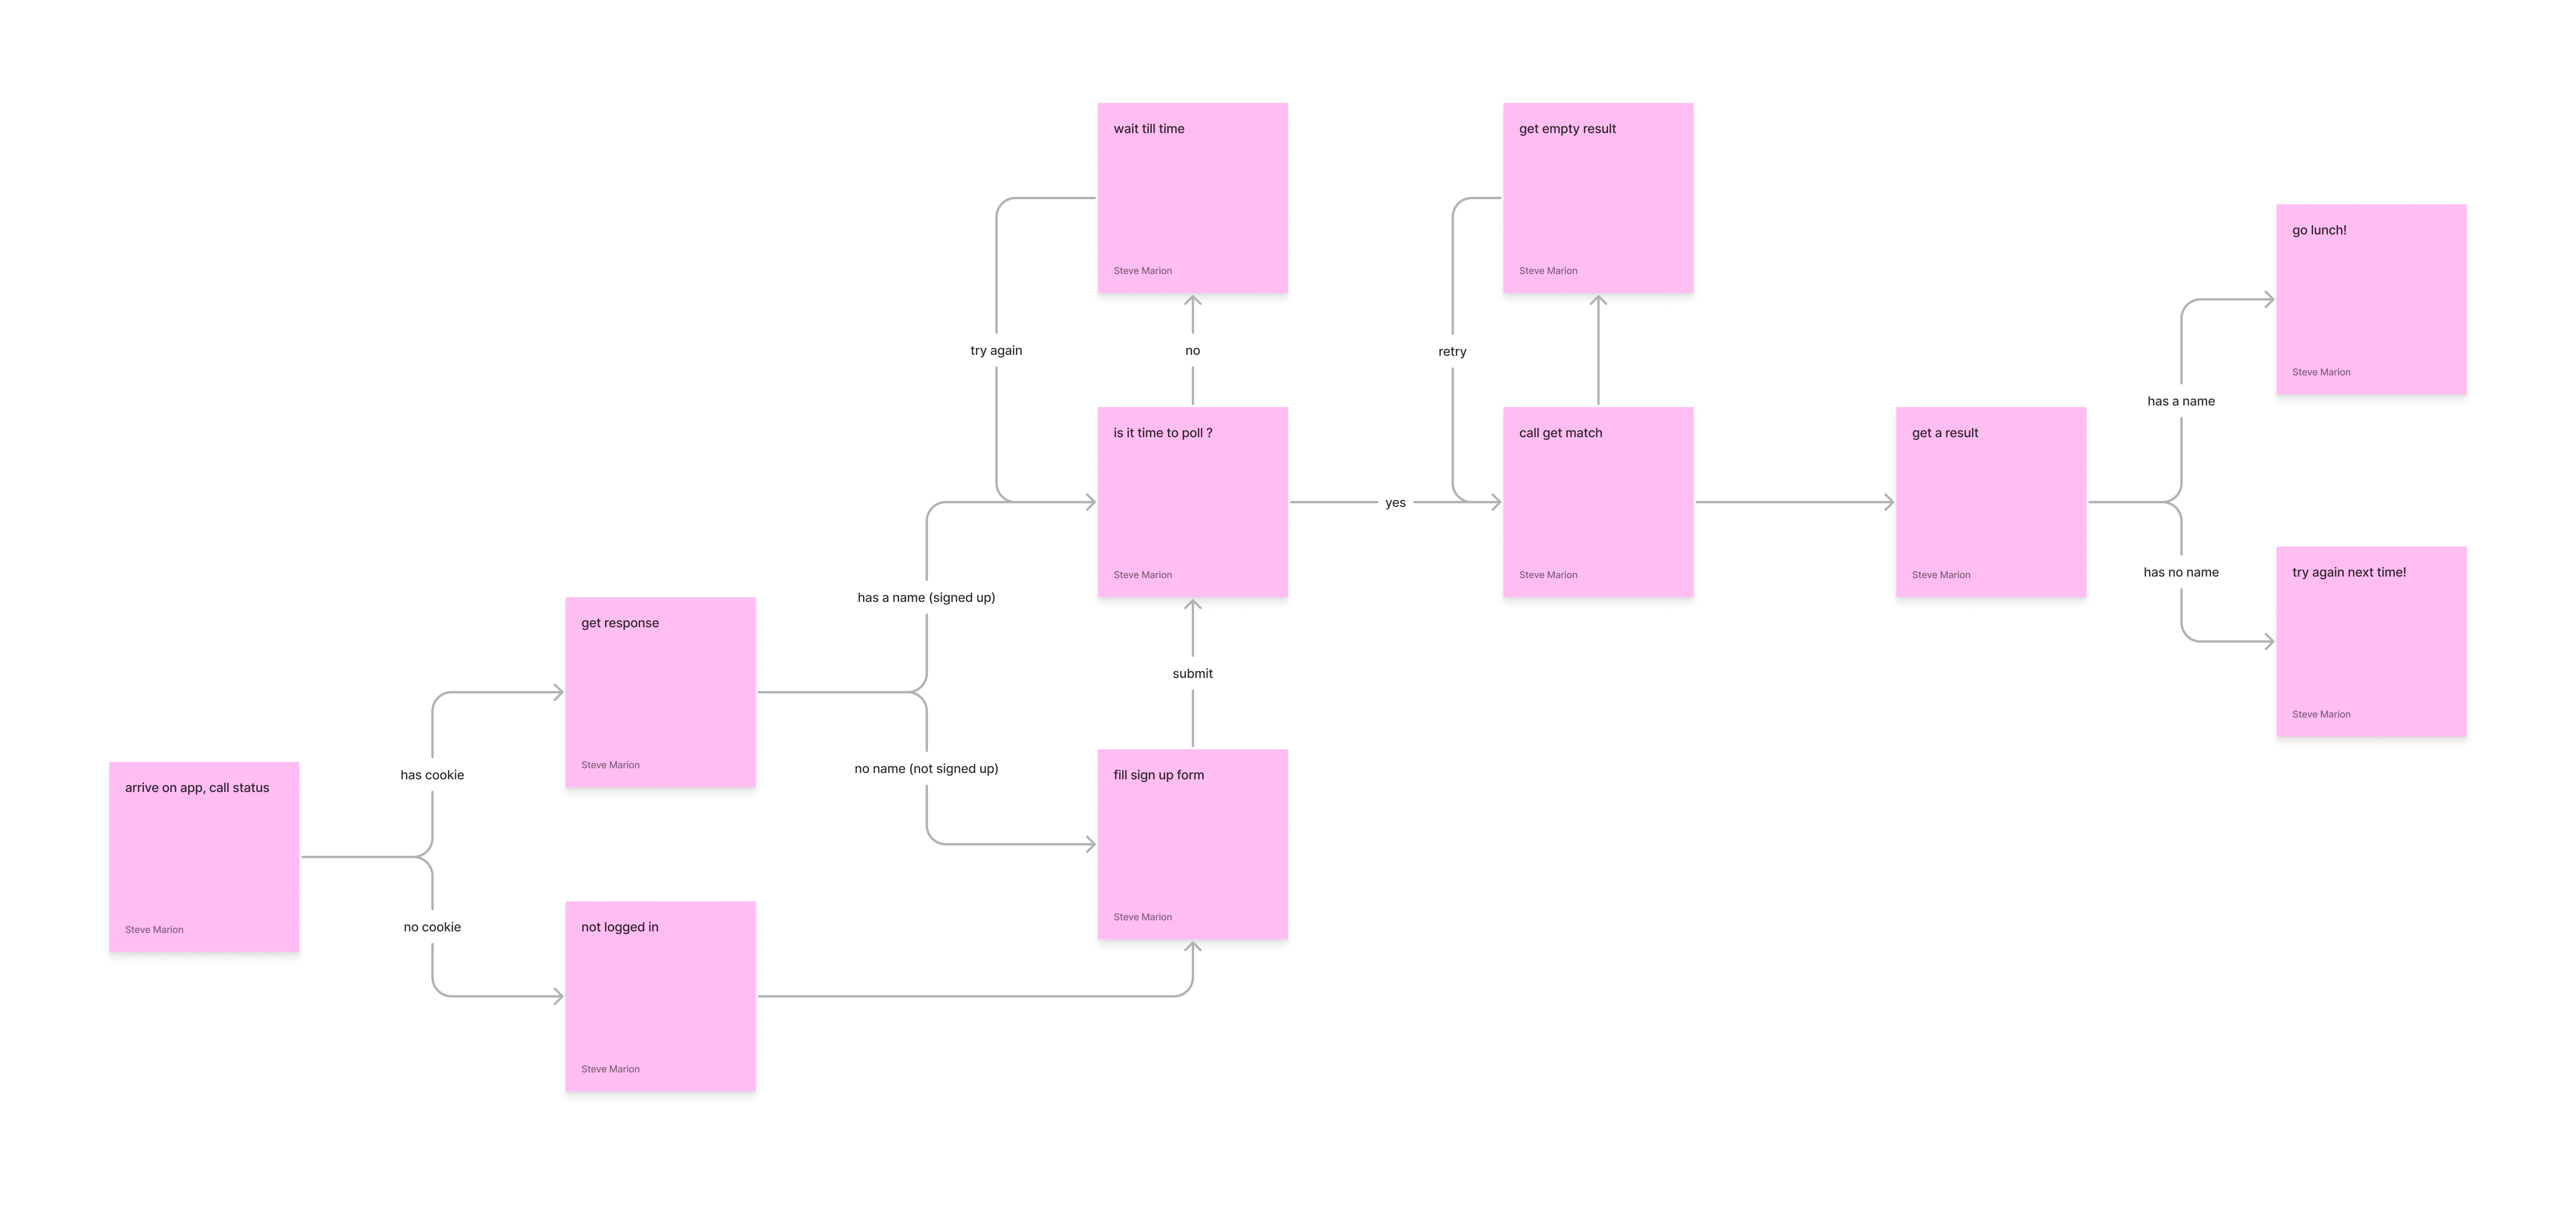 wait till time
Steve Marion
get empty result
Steve Marion
go lunch!
Steve Marion
try again
no
retry
has a name
is it time to poll ?
Steve Marion
call get match
Steve Marion
get a result
Steve Marion
yes
has no name
try again next time!
Steve Marion
has a name (signed up)
get response
Steve Marion
submit
no name (not signed up)
has cookie
fill sign up form
Steve Marion
arrive on app, call status
Steve Marion
no cookie
not logged in
Steve Marion